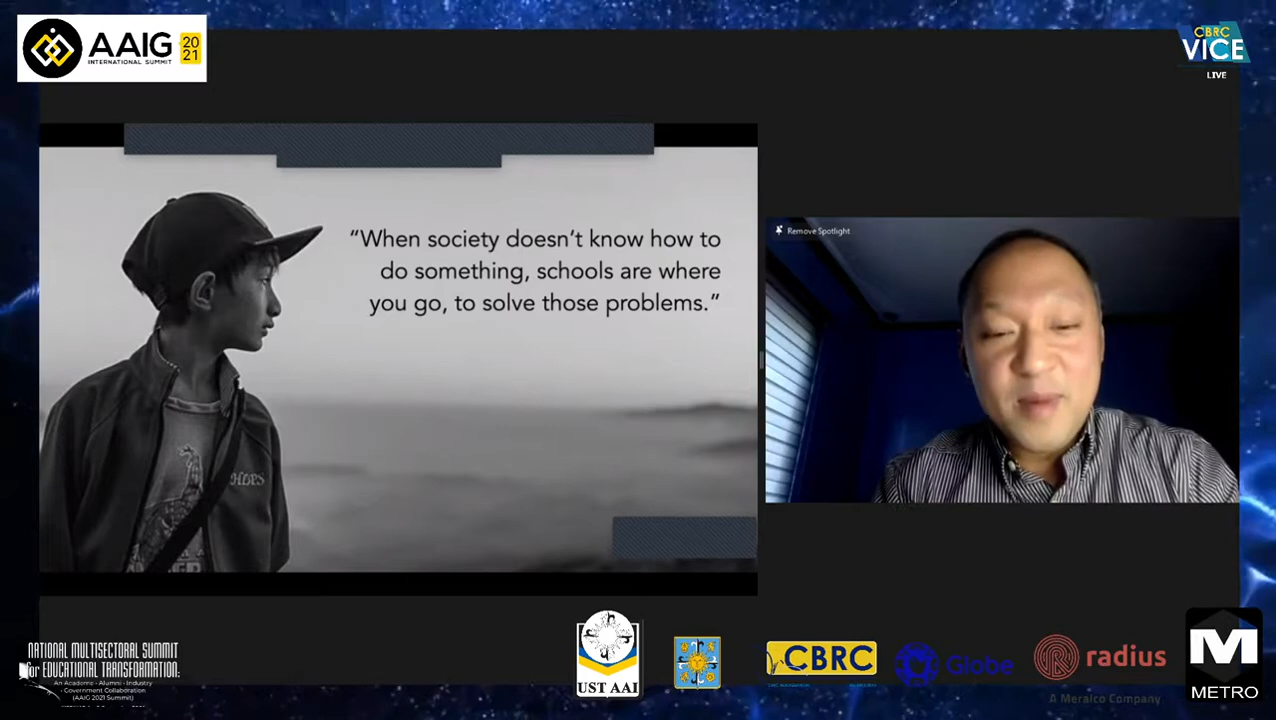 AAIG
20
21
INTERNATIONAL SUMMIT
CBRC
VICE
LIVE
“When society doesn’t know how to
do something, schools are where
you go, to solve those problems.”
Remove Spotlight
NATIONAL MULTISECTORAL SUMMIT
for EDUCATIONAL TRANSFORMATION:
An Academe - Alumni - Industry
- Government Collaboration
(AAIG 2021 Summit)
UST AAI
CBRC
Globe
radius
A Meralco Company
M
METRO